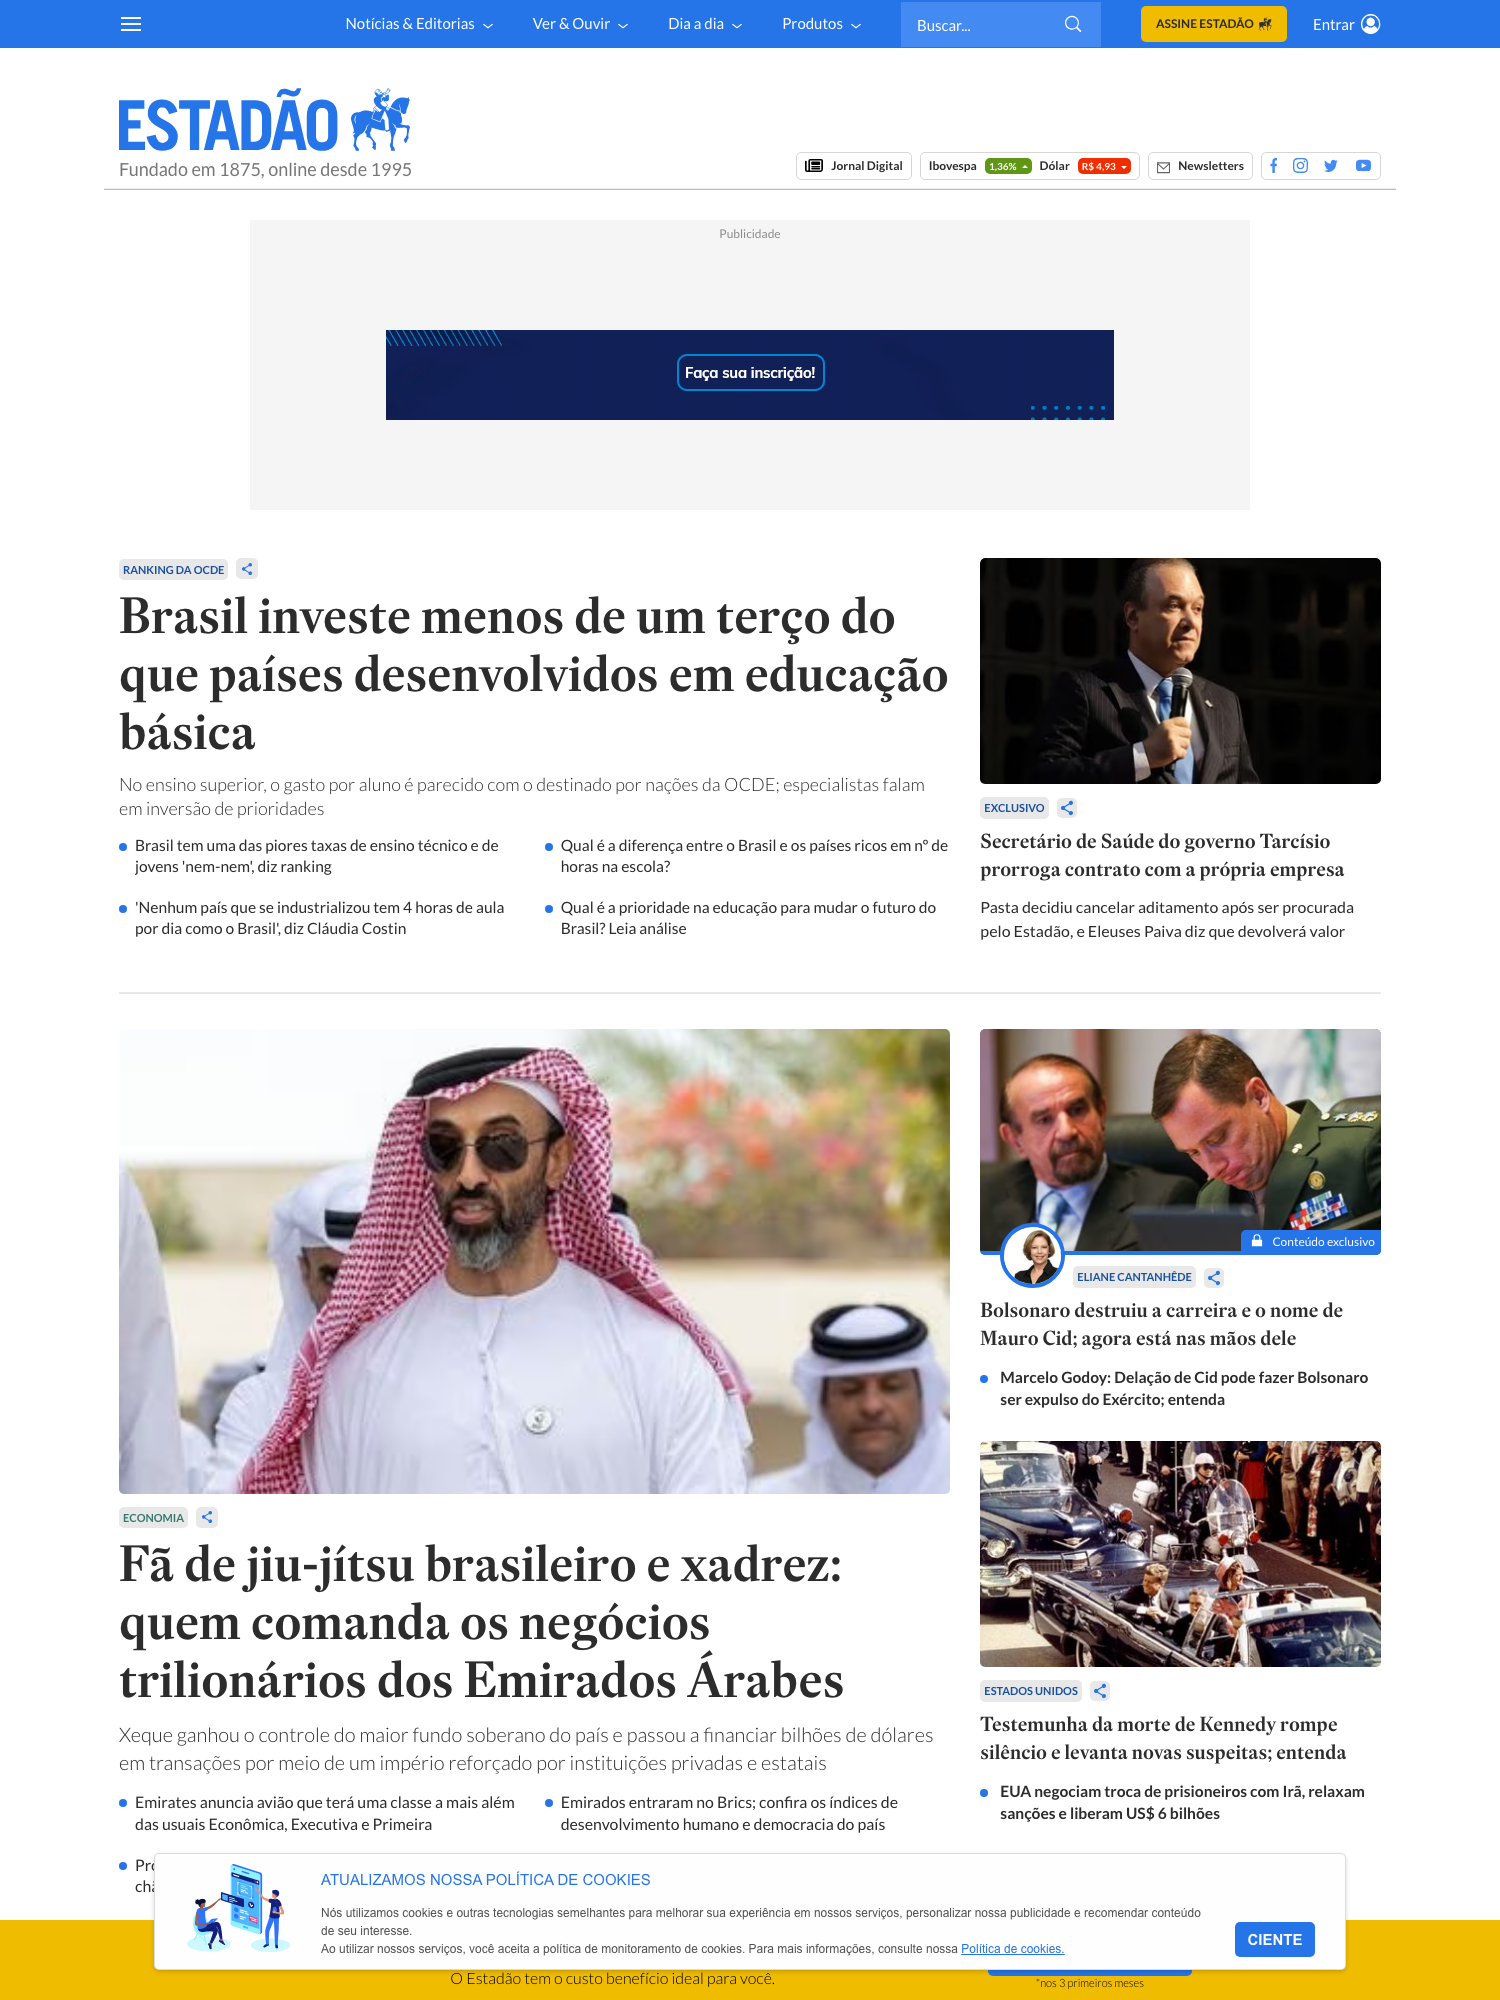 Notícias & Editorias
Ver & Ouvir
Dia a dia
Produtos
Buscar...
ASSINE ESTADÃO
Entrar
ESTADÃO
Fundado em 1875, online desde 1995
Jornal Digital
Ibovespa 1,36% Dólar R$ 4,93
Newsletters
Publicidade
Faça sua inscrição!
RANKING DA OCDE
Brasil investe menos de um terço do
que países desenvolvidos em educação
básica
No ensino superior, o gasto por aluno é parecido com o destinado por nações da OCDE; especialistas falam
em inversão de prioridades
Brasil tem uma das piores taxas de ensino técnico e de
jovens 'nem-nem', diz ranking
Qual é a diferença entre o Brasil e os países ricos em nº de
horas na escola?
'Nenhum país que se industrializou tem 4 horas de aula
por dia como o Brasil', diz Cláudia Costin
Qual é a prioridade na educação para mudar o futuro do
Brasil? Leia análise
EXCLUSIVO
Secretário de Saúde do governo Tarcísio
prorroga contrato com a própria empresa
Pasta decidiu cancelar aditamento após ser procurada
pelo Estadão, e Eleuses Paiva diz que devolverá valor
ECONOMIA
Fã de jiu-jítsu brasileiro e xadrez:
quem comanda os negócios
trilionários dos Emirados Árabes
Xeque ganhou o controle do maior fundo soberano do país e passou a financiar bilhões de dólares
em transações por meio de um império reforçado por instituições privadas e estatais
Emirates anuncia avião que terá uma classe a mais além
das usuais Econômica, Executiva e Primeira
Emirados entraram no Brics; confira os índices de
desenvolvimento humano e democracia do país
Conteúdo exclusivo
ELIANE CANTANHÊDE
Bolsonaro destruiu a carreira e o nome de
Mauro Cid; agora está nas mãos dele
Marcelo Godoy: Delação de Cid pode fazer Bolsonaro
ser expulso do Exército; entenda
ESTADOS UNIDOS
Testemunha da morte de Kennedy rompe
silêncio e levanta novas suspeitas; entenda
EUA negociam troca de prisioneiros com Irã, relaxam
sanções e liberam US$ 6 bilhões
ATUALIZAMOS NOSSA POLÍTICA DE COOKIES
Nós utilizamos cookies e outras tecnologias semelhantes para melhorar sua experiência em nossos serviços, personalizar nossa publicidade e recomendar conteúdo
de seu interesse.
Ao utilizar nossos serviços, você aceita a política de monitoramento de cookies. Para mais informações, consulte nossa Política de cookies.
CIENTE
O Estadão tem o custo benefício ideal para você.
*nos 3 primeiros meses